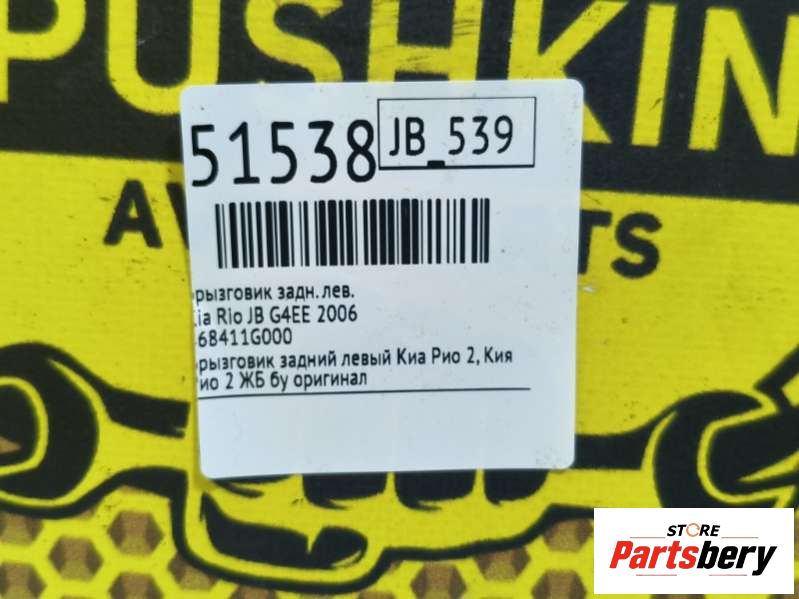 PUSHKIN
51538
JB_539
AV TS
рызговик задн.лев.
ia Rio JB G4EE 2006
68411G000
рызговик задний левый Киа Рио 2, Кия
ио 2 ЖБ бу оригинал
STORE
Partsbery